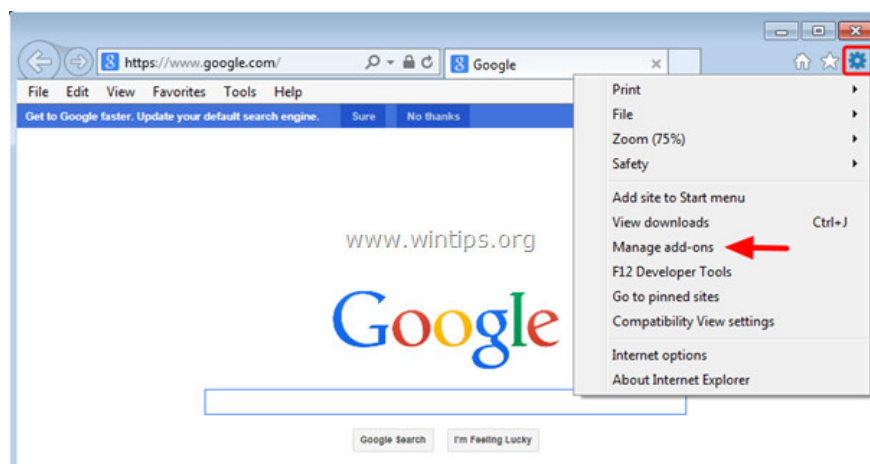 https://www.google.com/
Google
File Edit View Favorites Tools Help
Get to Google faster. Update your default search engine. Sure No thanks
Print
File
Zoom (75%)
Safety
Add site to Start menu
View downloads Ctrl+J
Manage add-ons
F12 Developer Tools
Go to pinned sites
Compatibility View settings
Internet options
About Internet Explorer
www.wintips.org
Google
Google Search I'm Feeling Lucky